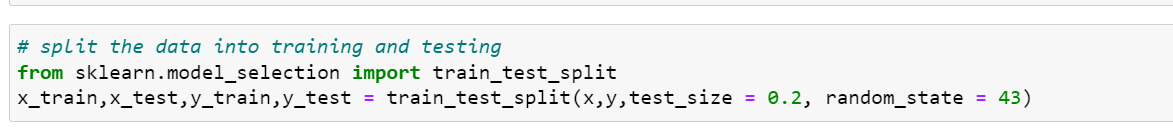 # split the data into training and testing
from sklearn.model_selection import train_test_split
x_train,x_test,y_train,y_test = train_test_split(x,y,test_size = 0.2, random_state = 43)